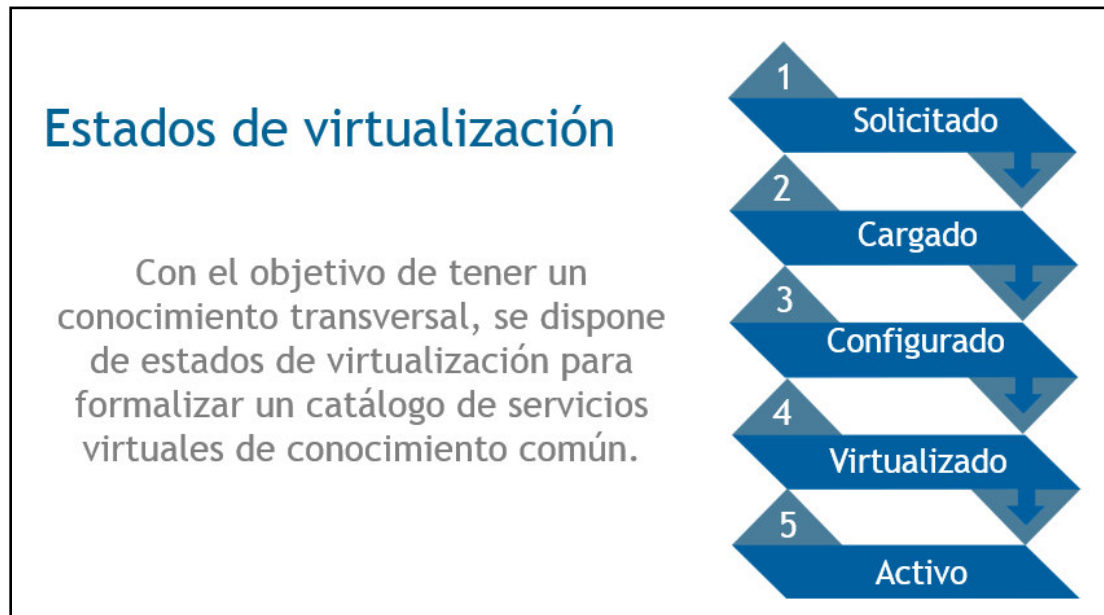 Estados de virtualización
Con el objetivo de tener un
conocimiento transversal, se dispone
de estados de virtualización para
formalizar un catálogo de servicios
virtuales de conocimiento común.
1
Solicitado
2
Cargado
3
Configurado
4
Virtualizado
5
Activo